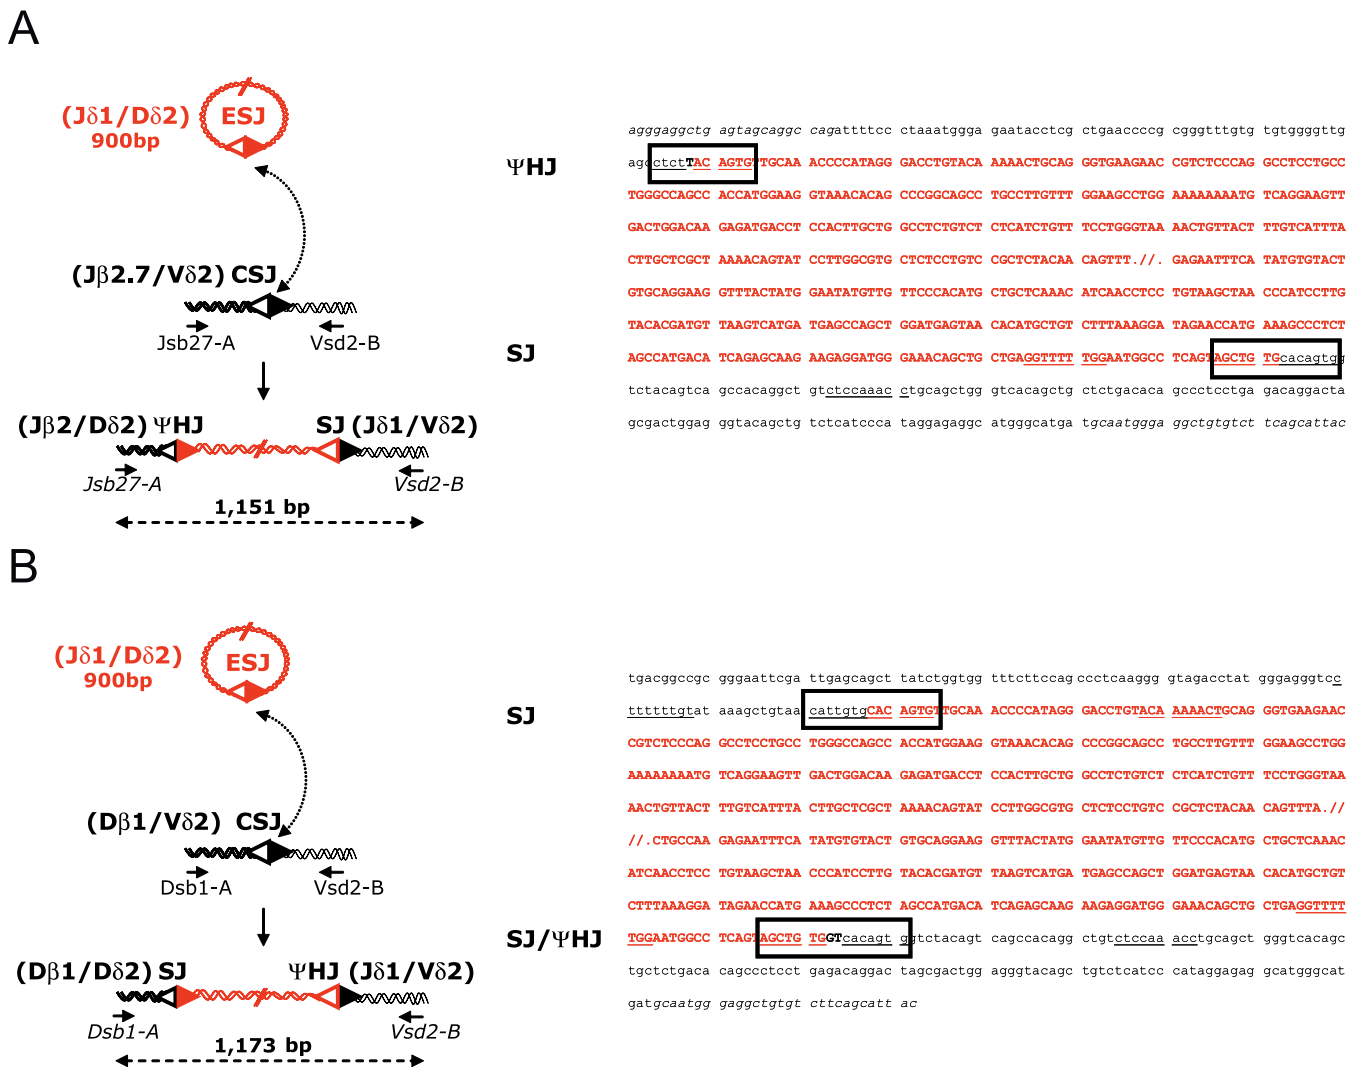 A
(Jδ1/Dδ2)
900bp
ESJ
(Jβ2.7/Vδ2) CSJ
Jsb27-A
Vsd2-B
(Jβ2/Dδ2) ΨHJ
SJ (Jδ1/Vδ2)
Jsb27-A
Vsd2-B
1,151 bp
ΨHJ
SJ
agggaggctg agtagcaggc cagattttcc ctaaatggga gaatacctcg ctgaaccccg cgggtttgtg tgtggggttg
agcctctTAC AGTGTTGCAA ACCCCATAGG GACCTGTACA AAAACTGCAG GGTGAAGAAC CGTCTCCCAG GCCTCCTGCC
TGGGCCAGCC ACCATGGAAG GTAAACACAG CCCGGCAGCC TGCCTTGTTT GGAAGCCTGG AAAAAAAATG TCAGGAAGTT
GACTGGACAA GAGATGACCT CCACTTGCTG GCCTCTGTCT CTCATCTGTT TCCTGGGTAA AACTGTTACT TTGTCATTTA
CTTGCTCGCT AAAACAGTAT CCTTGGCGTG CTCTCCTGTC CGCTCTACAA CAGTTT.//. GAGAATTTCA TATGTGTACT
GTGCAGGAAG GTTTACTATG GAATATGTTG TTCCCACATG CTGCTCAAAC ATCAACCTCC TGTAAGCTAA CCCATCCTTG
TACACGATGT TAAGTCATGA TGAGCCAGCT GGATGAGTAA CACATGCTGT CTTTAAAGGA TAGAACCATG AAAGCCCTCT
AGCCATGACA TCAGAGCAAG AAGAGGATGG GAAACAGCTG CTGAGGTTTT TGGAATGGCC TCAGTAGCTG TGcacagtgg
tctacagtca gccacaggct gtctccaaac ctgcagctgg gtcacagctg ctctgacaca gccctcctga gacaggacta
gcgactggag ggtacagctg tctcatccca taggagaggc atgggcatga tgcaatggga ggctgtgtct tcagcattac
B
(Jδ1/Dδ2)
900bp
ESJ
(Dβ1/Vδ2) CSJ
Dsb1-A
Vsd2-B
(Dβ1/Dδ2) SJ
ΨHJ (Jδ1/Vδ2)
Dsb1-A
Vsd2-B
1,173 bp
SJ
SJ/ΨHJ
tgacggccgc gggaattcga ttgagcagct tatctggtgg tttcttccag ccctcaaggg gtagacctat gggagggtcc
ttttttgtat aaagctgtaa cattgtgCAC AGTGTTGCAA ACCCCATAGG GACCTGTACA AAAACTGCAG GGTGAAGAAC
CGTCTCCCAG GCCTCCTGCC TGGGCCAGCC ACCATGGAAG GTAAACACAG CCCGGCAGCC TGCCTTGTTT GGAAGCCTGG
AAAAAAAATG TCAGGAAGTT GACTGGACAA GAGATGACCT CCACTTGCTG GCCTCTGTCT CTCATCTGTT TCCTGGGTAA
AACTGTTACT TTGTCATTTA CTTGCTCGCT AAAACAGTAT CCTTGGCGTG CTCTCCTGTC CGCTCTACAA CAGTTTA.//
//.CTGCCAAG GAGAATTTCA TATGTGTACT GTGCAGGAAG GTTTACTATG GAATATGTTG TTCCCACATG CTGCTCAAAC
ATCAACCTCC TGTAAGCTAA CCCATCCTTG TACACGATGT TAAGTCATGA TGAGCCAGCT GGATGAGTAA CACATGCTGT
CTTTAAAGGA TAGAACCATG AAAGCCCTCT AGCCATGACA TCAGAGCAAG AAGAGGATGG GAAACAGCTG CTGAGGTTTT
TGGAATGGCC TCAGTAGCTG TGGTcacagt ggtctacagt cagccacagg ctgtctccaa acctgcagct gggtcacagc
tgctctgaca cagccctcct gagacaggac tagcgactgg agggtacagc tgtctcatcc cataggagag gcatgggcat
gatgcaatgg gaggctgtgt cttcagcatt ac